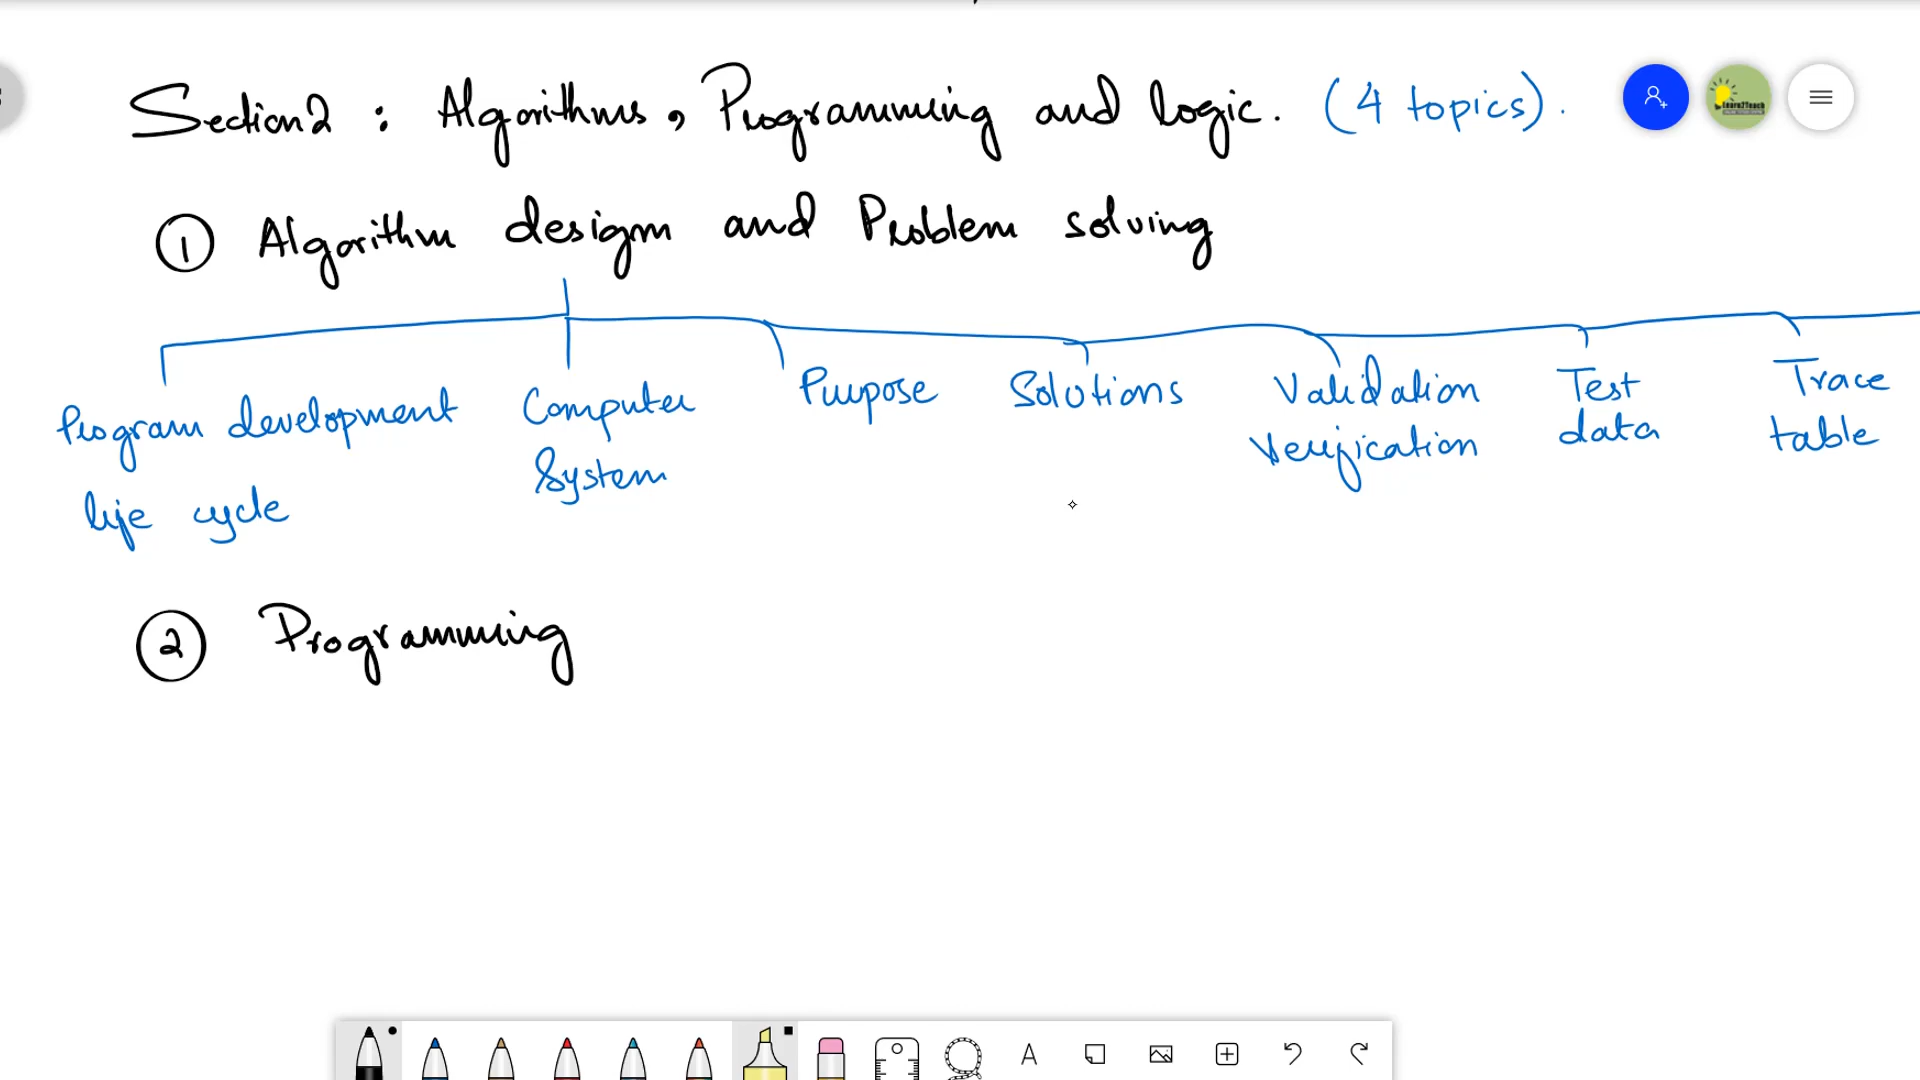 Section 2 : Algorithms, Programming and logic. (4 topics).
① Algorithm design and Problem solving
Program development life cycle
Computer System
Purpose
Solutions
Validation Verification
Test data
Trace table
② Programming
Learn2Teach
A